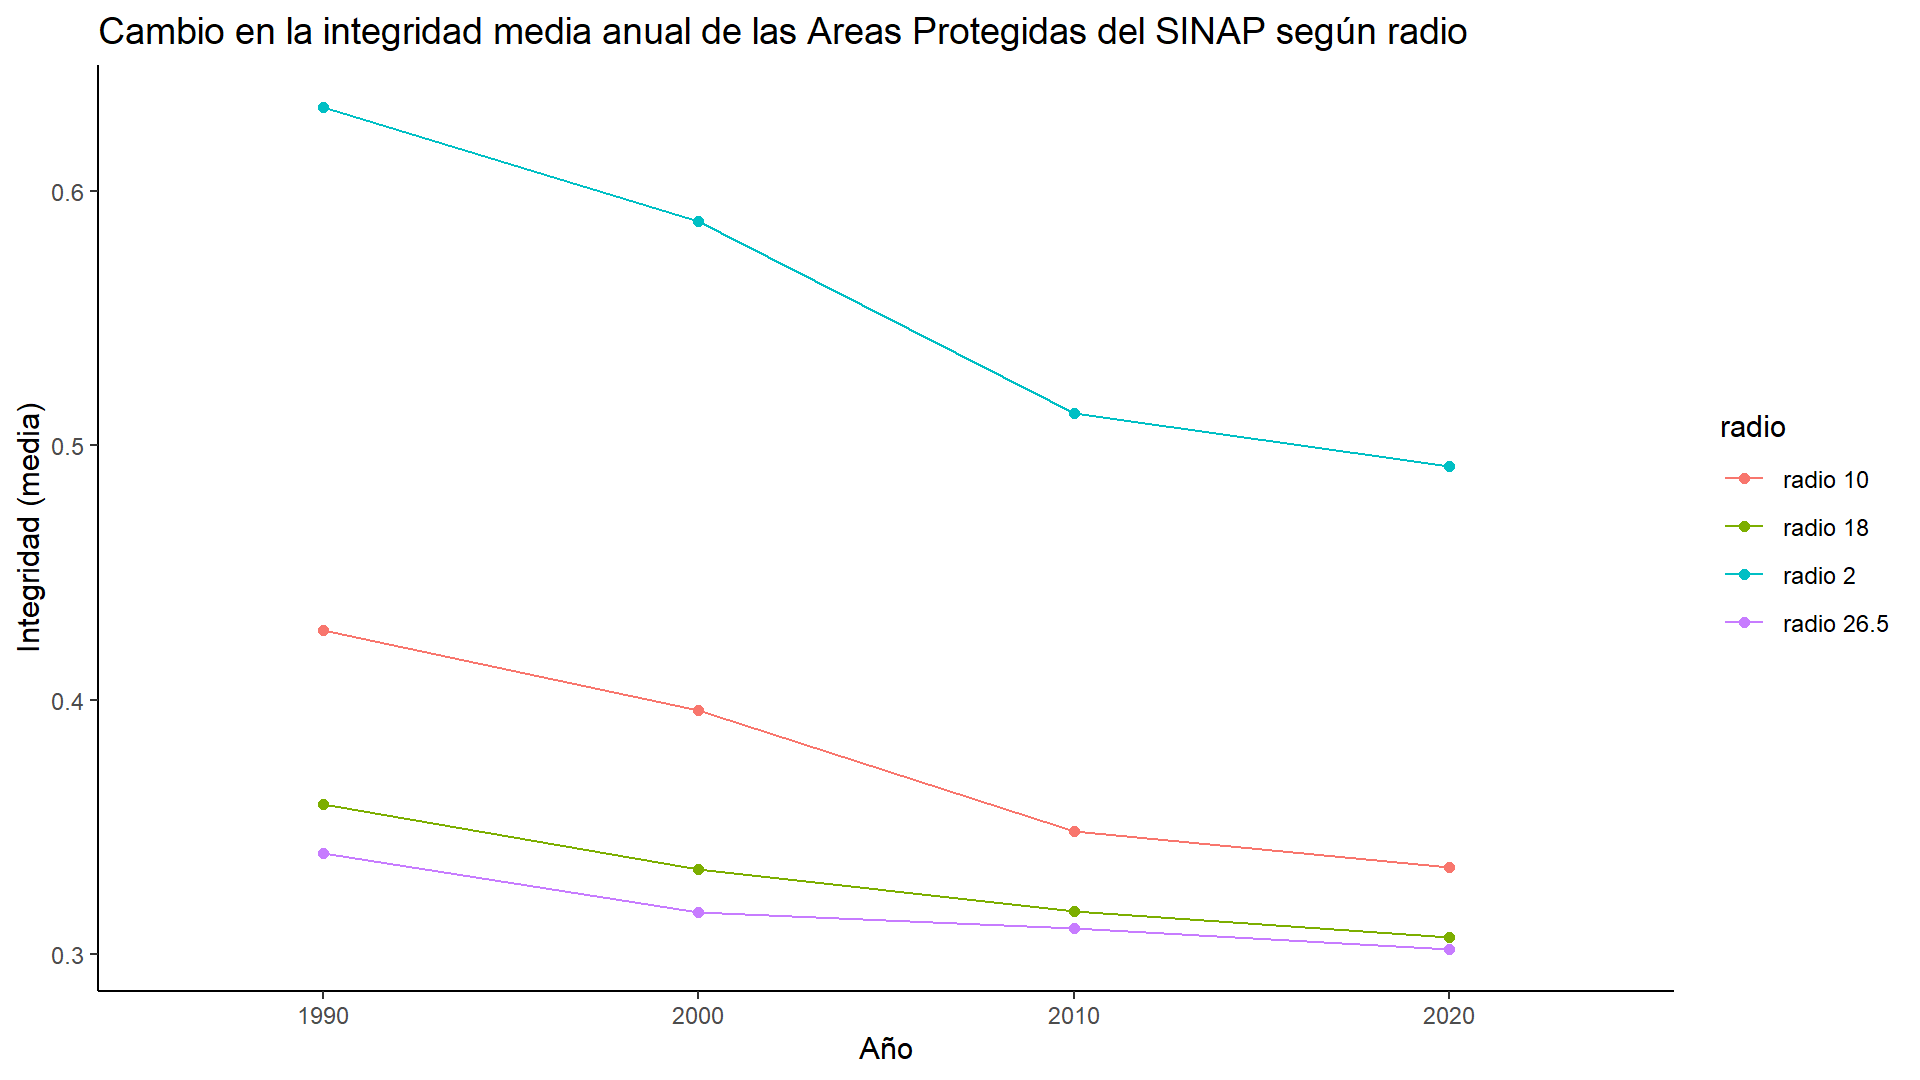 Cambio en la integridad media anual de las Areas Protegidas del SINAP según radio
Integridad (media)
0.6
0.5
0.4
0.3
1990
2000
2010
2020
Año
radio
radio 10
radio 18
radio 2
radio 26.5